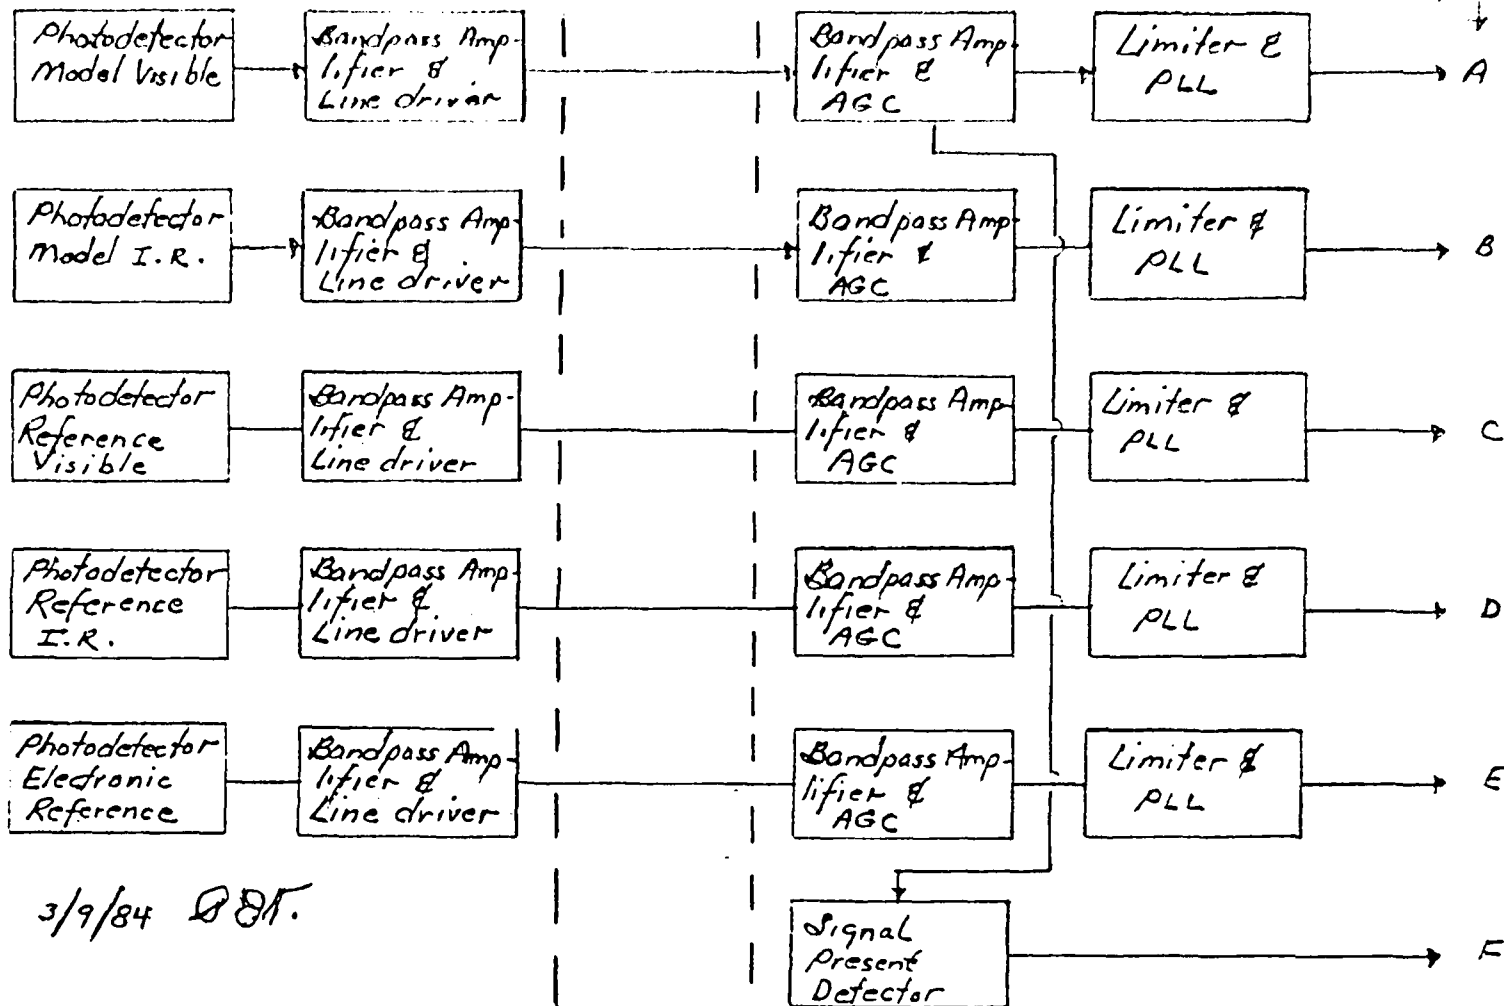 Photodetector
Model Visible
Bandpass Amp-
lifier &
Line driver
Bandpass Amp-
lifier &
AGC
Limiter &
PLL
A
Photodetector
Model I.R.
Bandpass Amp-
lifier &
Line driver
Bandpass Amp-
lifier &
AGC
Limiter &
PLL
B
Photodetector
Reference
Visible
Bandpass Amp-
lifier &
Line driver
Bandpass Amp-
lifier &
AGC
Limiter &
PLL
C
Photodetector
Reference
I.R.
Bandpass Amp-
lifier &
Line driver
Bandpass Amp-
lifier &
AGC
Limiter &
PLL
D
Photodetector
Electronic
Reference
Bandpass Amp-
lifier &
Line driver
Bandpass Amp-
lifier &
AGC
Limiter &
PLL
E
3/9/84
Signal
Present
Detector
F